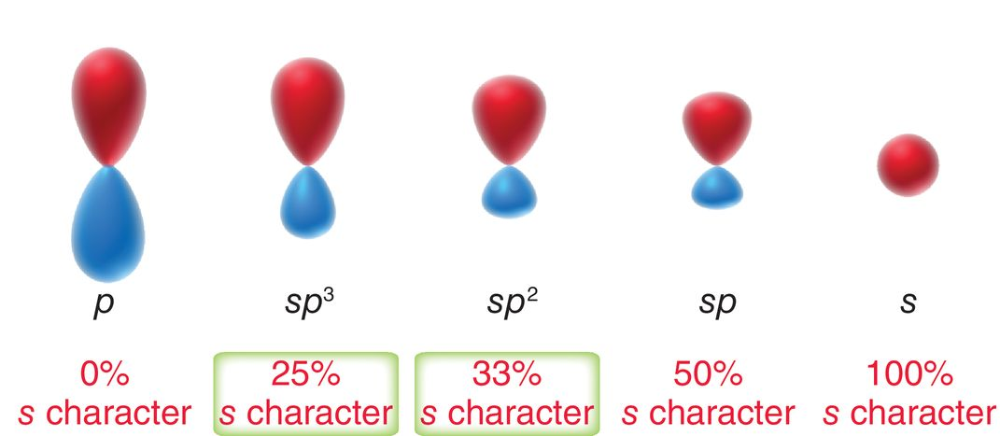 p
sp³
sp²
sp
s
0%
s character
25%
s character
33%
s character
50%
s character
100%
s character